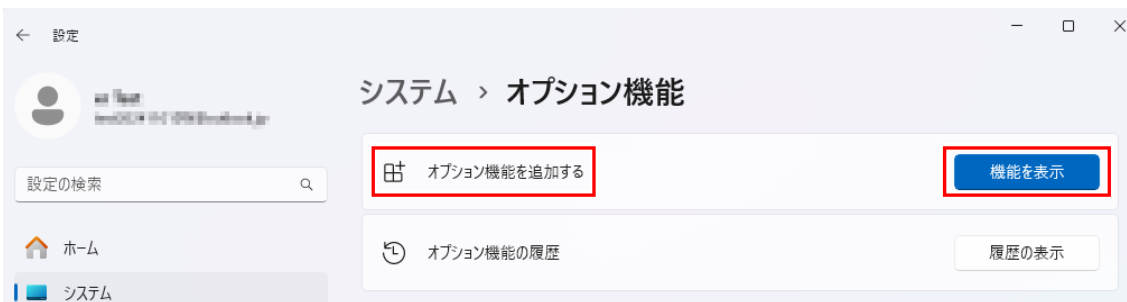 設定
システム › オプション機能
オプション機能を追加する
機能を表示
設定の検索
オプション機能の履歴
履歴の表示
ホーム
システム